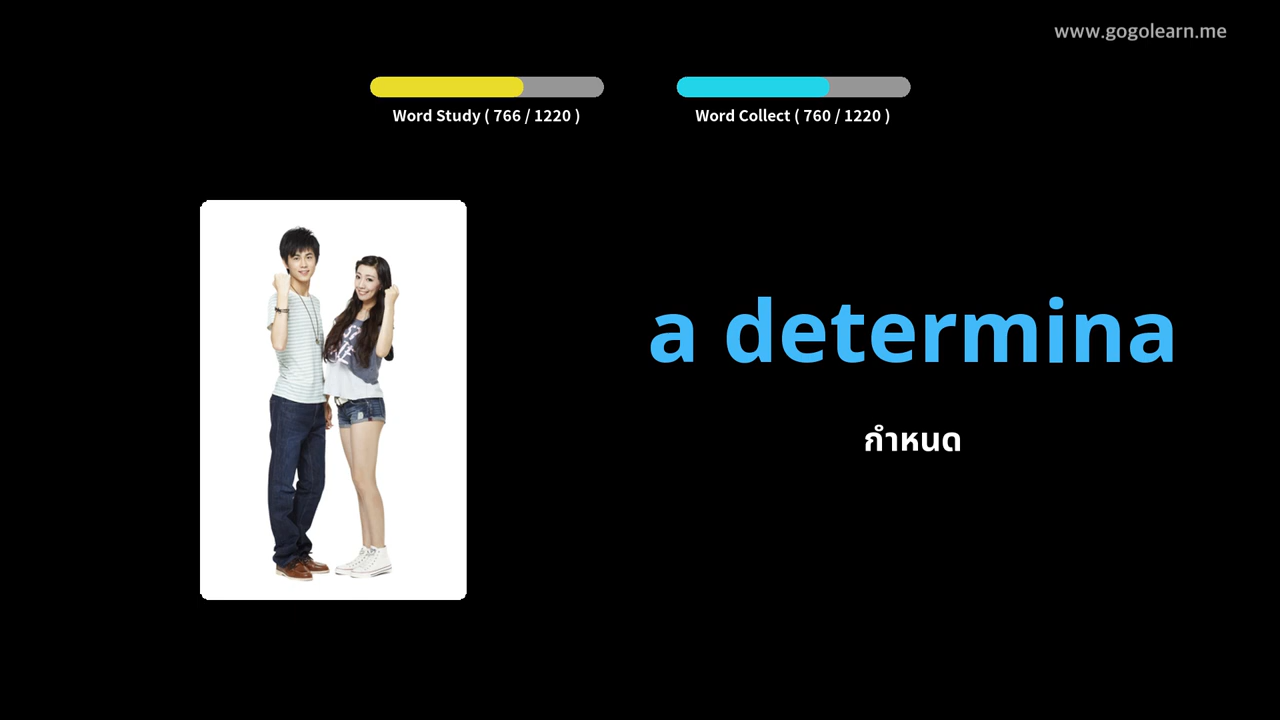 www.gogolearn.me
Word Study ( 766 / 1220 )
Word Collect ( 760 / 1220 )
a determina
กำหนด